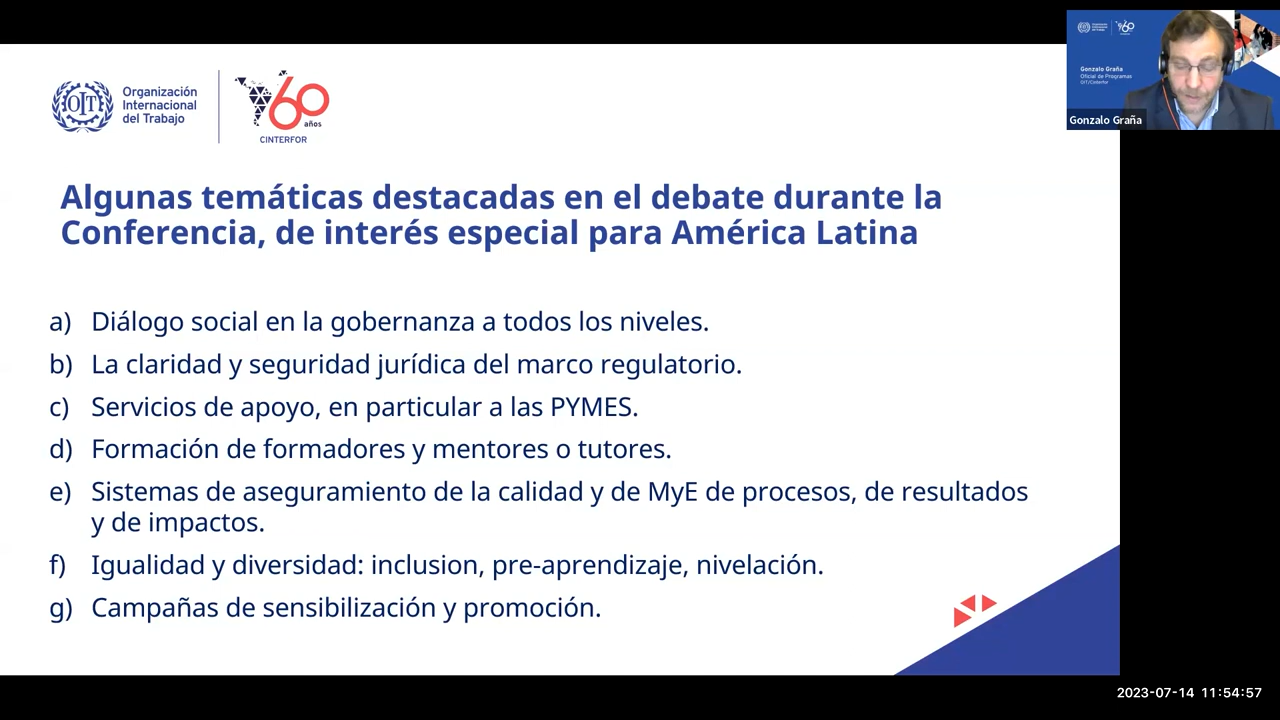 OIT
Organización
Internacional
del Trabajo
60
años
CINTERFOR
Gonzalo Graña
Oficial de Programas
OIT/Cinterfor
Gonzalo Graña
Algunas temáticas destacadas en el debate durante la
Conferencia, de interés especial para América Latina
a) Diálogo social en la gobernanza a todos los niveles.
b) La claridad y seguridad jurídica del marco regulatorio.
c) Servicios de apoyo, en particular a las PYMES.
d) Formación de formadores y mentores o tutores.
e) Sistemas de aseguramiento de la calidad y de MyE de procesos, de resultados
y de impactos.
f) Igualdad y diversidad: inclusion, pre-aprendizaje, nivelación.
g) Campañas de sensibilización y promoción.
2023-07-14 11:54:57